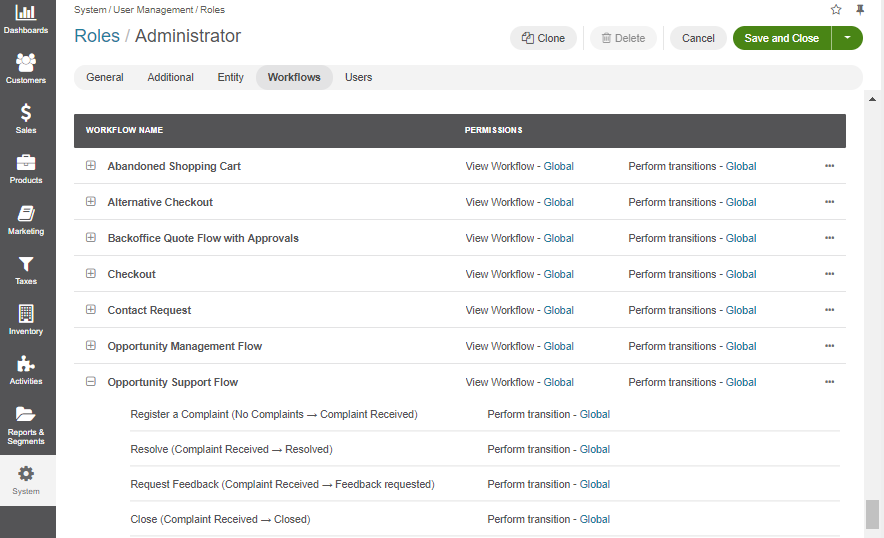 System / User Management / Roles
Roles / Administrator
Clone
Delete
Cancel
Save and Close
General
Additional
Entity
Workflows
Users
Dashboards
Customers
Sales
Products
Marketing
Taxes
Inventory
Activities
Reports &
Segments
System
WORKFLOW NAME PERMISSIONS
Abandoned Shopping Cart View Workflow - Global Perform transitions - Global
Alternative Checkout View Workflow - Global Perform transitions - Global
Backoffice Quote Flow with Approvals View Workflow - Global Perform transitions - Global
Checkout View Workflow - Global Perform transitions - Global
Contact Request View Workflow - Global Perform transitions - Global
Opportunity Management Flow View Workflow - Global Perform transitions - Global
Opportunity Support Flow View Workflow - Global Perform transitions - Global
Register a Complaint (No Complaints → Complaint Received) Perform transition - Global
Resolve (Complaint Received → Resolved) Perform transition - Global
Request Feedback (Complaint Received → Feedback requested) Perform transition - Global
Close (Complaint Received → Closed) Perform transition - Global